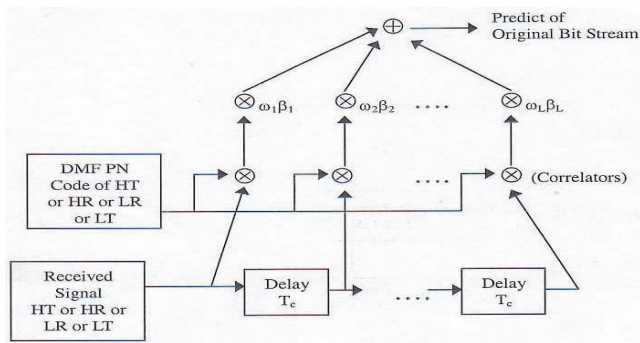 Predict of
Original Bit Stream
ω₁β₁
ω₂β₂
....
ωLβL
DMF PN
Code of HT
or HR or LR
or LT
....
(Correlators)
Received
Signal
HT or HR or
LR or LT
Delay
Tc
....
Delay
Tc